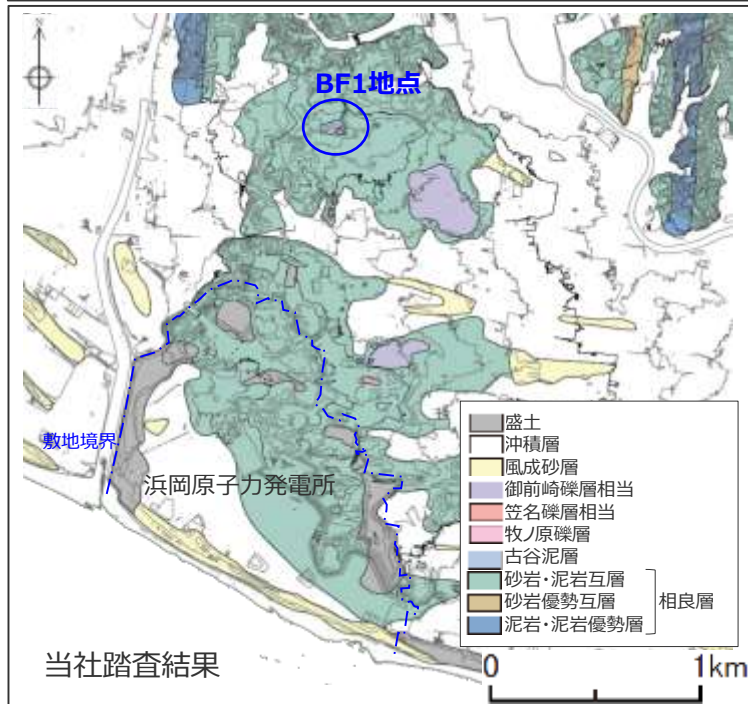 BF1地点
敷地境界
浜岡原子力発電所
盛土
沖積層
風成砂層
御前崎礫層相当
笠名礫層相当
牧ノ原礫層
古谷泥層
砂岩・泥岩互層
砂岩優勢互層
相良層
泥岩・泥岩優勢層
当社踏査結果
0 1km